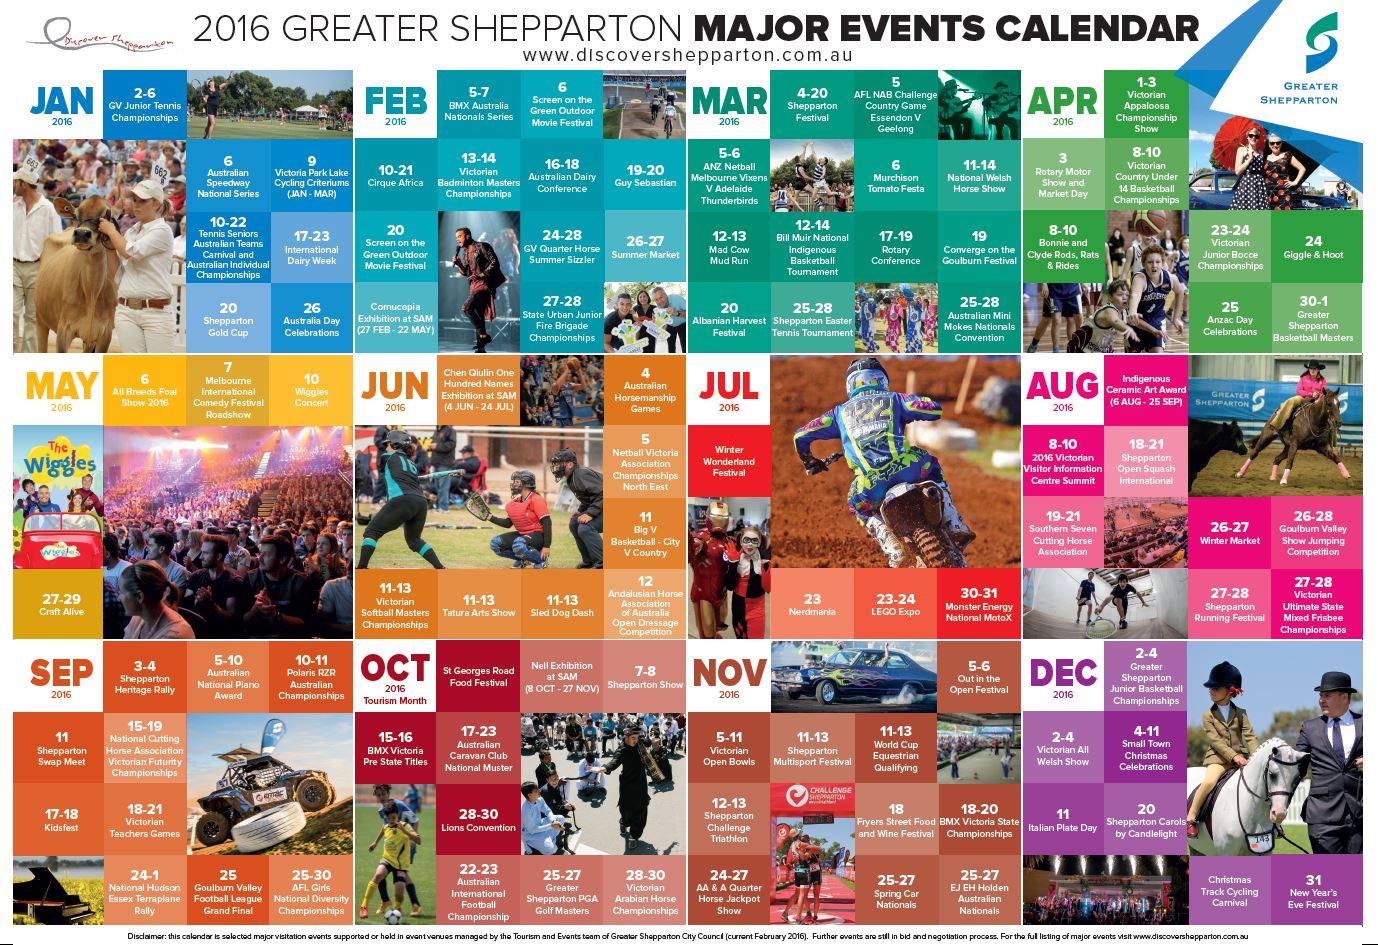 Discover Shepparton
2016 GREATER SHEPPARTON MAJOR EVENTS CALENDAR
www.discovershepparton.com.au
GREATER
SHEPPARTON
JAN
2016
2-6
GV Junior Tennis
Championships
6
Australian
Speedway
National Series
9
Victoria Park Lake
Cycling Criteriums
(JAN - MAR)
10-22
Tennis Seniors
Australian Teams
Carnival and
Australian Individual
Championships
17-23
International
Dairy Week
20
Shepparton
Gold Cup
26
Australia Day
Celebrations
FEB
2016
5-7
BMX Australia
Nationals Series
6
Screen on the
Green Outdoor
Movie Festival
10-21
Cirque Africa
13-14
Victorian
Badminton Masters
Championships
16-18
Australian Dairy
Conference
19-20
Guy Sebastian
20
Screen on the
Green Outdoor
Movie Festival
24-28
GV Quarter Horse
Summer Sizzler
26-27
Summer Market
Cornucopia
Exhibition at SAM
(27 FEB - 22 MAY)
27-28
State Urban Junior
Fire Brigade
Championships
MAR
2016
4-20
Shepparton
Festival
5
AFL NAB Challenge
Country Game
Essendon V
Geelong
5-6
ANZ Netball
Melbourne Vixens
V Adelaide
Thunderbirds
6
Murchison
Tomato Festa
11-14
National Welsh
Horse Show
12-13
Mad Cow
Mud Run
12-14
Bill Muir National
Indigenous
Basketball
Tournament
17-19
Rotary
Conference
19
Converge on the
Goulburn Festival
20
Albanian Harvest
Festival
25-28
Shepparton Easter
Tennis Tournament
25-28
Australian Mini
Mokes Nationals
Convention
APR
2016
1-3
Victorian
Appaloosa
Championship
Show
3
Rotary Motor
Show and
Market Day
8-10
Victorian
Country Under
14 Basketball
Championships
8-10
Bonnie and
Clyde Rods, Rats
& Rides
23-24
Victorian
Junior Bocce
Championships
24
Giggle & Hoot
25
Anzac Day
Celebrations
30-1
Greater
Shepparton
Basketball Masters
MAY
2016
6
All Breeds Foal
Show 2016
7
Melbourne
International
Comedy Festival
Roadshow
10
Wiggles
Concert
The
Wiggles
Wiggles
27-29
Craft Alive
JUN
2016
Chen Qiulin One
Hundred Names
Exhibition at SAM
(4 JUN - 24 JUL)
4
Australian
Horsemanship
Games
5
Netball Victoria
Association
Championships
North East
11
Big V
Basketball - City
V Country
11-13
Victorian
Softball Masters
Championships
11-13
Tatura Arts Show
11-13
Sled Dog Dash
12
Andalusian Horse
Association
of Australia
Open Dressage
Competition
JUL
2016
Winter
Wonderland
Festival
122
YAMAHA
23
Nerdmania
23-24
LEGO Expo
30-31
Monster Energy
National MotoX
AUG
2016
Indigenous
Ceramic Art Award
(6 AUG - 25 SEP)
GREATER
SHEPPARTON
8-10
2016 Victorian
Visitor Information
Centre Summit
18-21
Shepparton
Open Squash
International
19-21
Southern Seven
Cutting Horse
Association
26-27
Winter Market
26-28
Goulburn Valley
Show Jumping
Competition
27-28
Shepparton
Running Festival
27-28
Victorian
Ultimate State
Mixed Frisbee
Championships
SEP
2016
3-4
Shepparton
Heritage Rally
5-10
Australian
National Piano
Award
10-11
Polaris RZR
Australian
Championships
11
Shepparton
Swap Meet
15-19
National Cutting
Horse Association
Victorian Futurity
Championships
17-18
Kidsfest
18-21
Victorian
Teachers Games
24-1
National Hudson
Essex Terraplane
Rally
25
Goulburn Valley
Football League
Grand Final
25-30
AFL Girls
National Diversity
Championships
OCT
2016
Tourism Month
St Georges Road
Food Festival
Nell Exhibition
at SAM
(8 OCT - 27 NOV)
7-8
Shepparton Show
15-16
BMX Victoria
Pre State Titles
17-23
Australian
Caravan Club
National Muster
28-30
Lions Convention
22-23
Australian
International
Football
Championship
25-27
Greater
Shepparton PGA
Golf Masters
28-30
Victorian
Arabian Horse
Championships
NOV
2016
5-6
Out in the
Open Festival
5-11
Victorian
Open Bowls
11-13
Shepparton
Multisport Festival
11-13
World Cup
Equestrian
Qualifying
12-13
Shepparton
Challenge
Triathlon
CHALLENGE
SHEPPARTON
18
Fryers Street Food
and Wine Festival
18-20
BMX Victoria State
Championships
24-27
AA & A Quarter
Horse Jackpot
Show
25-27
Spring Car
Nationals
25-27
EJ EH Holden
Australian
Nationals
DEC
2016
2-4
Greater
Shepparton
Junior Basketball
Championships
2-4
Victorian All
Welsh Show
4-11
Small Town
Christmas
Celebrations
11
Italian Plate Day
20
Shepparton Carols
by Candlelight
143
Christmas
Track Cycling
Carnival
31
New Year's
Eve Festival
Disclaimer: this calendar is selected major visitation events supported or held in event venues managed by the Tourism and Events team of Greater Shepparton City Council (current February 2016). Further events are still in bid and negotiation process. For the full listing of major events visit www.discovershepparton.com.au